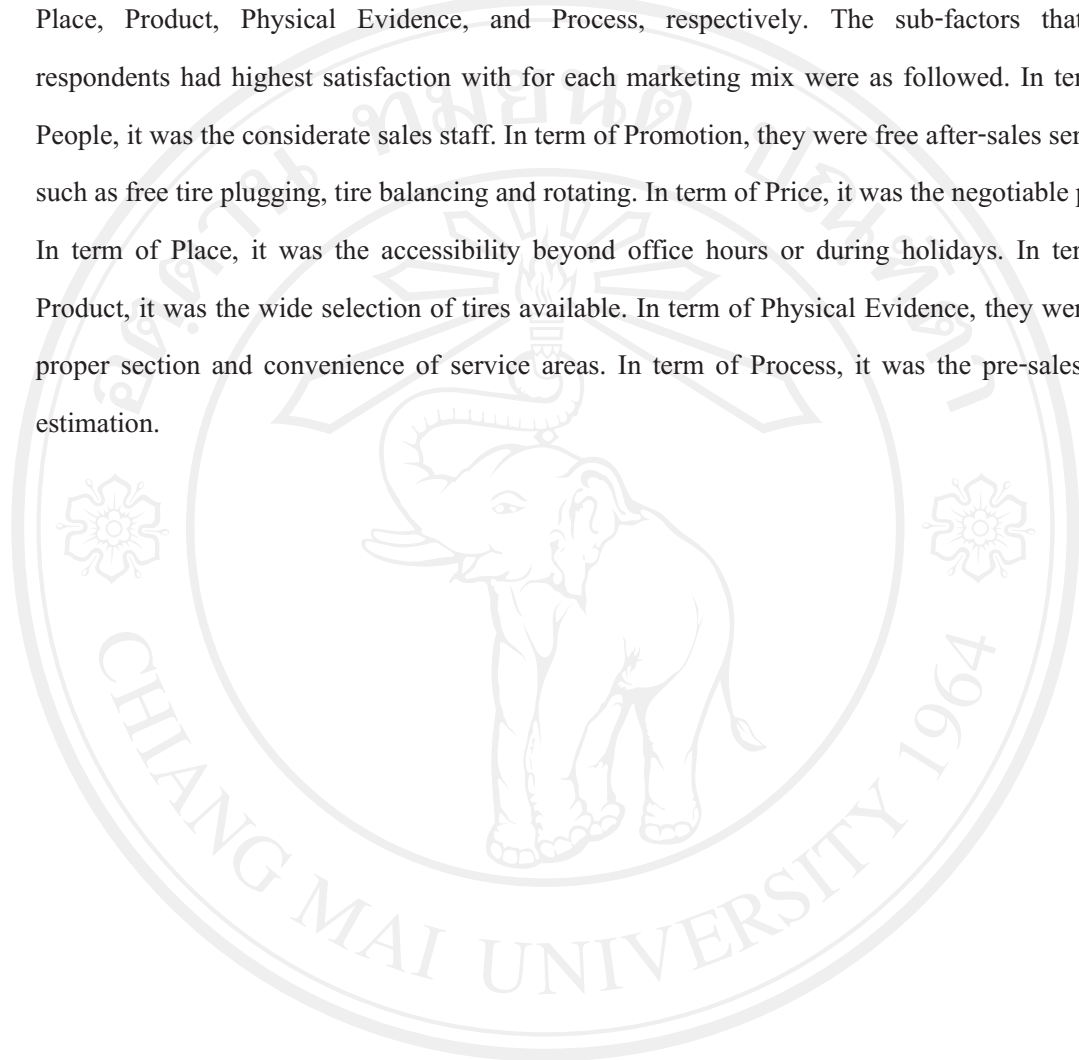 Place, Product, Physical Evidence, and Process, respectively. The sub-factors that
respondents had highest satisfaction with for each marketing mix were as followed. In
People, it was the considerate sales staff. In term of Promotion, they were free after-sales
such as free tire plugging, tire balancing and rotating. In term of Price, it was the negotiable
In term of Place, it was the accessibility beyond office hours or during holidays. In
Product, it was the wide selection of tires available. In term of Physical Evidence, they
proper section and convenience of service areas. In term of Process, it was the pre-sales
estimation.
CHIANG MAI UNIVERSITY 1964